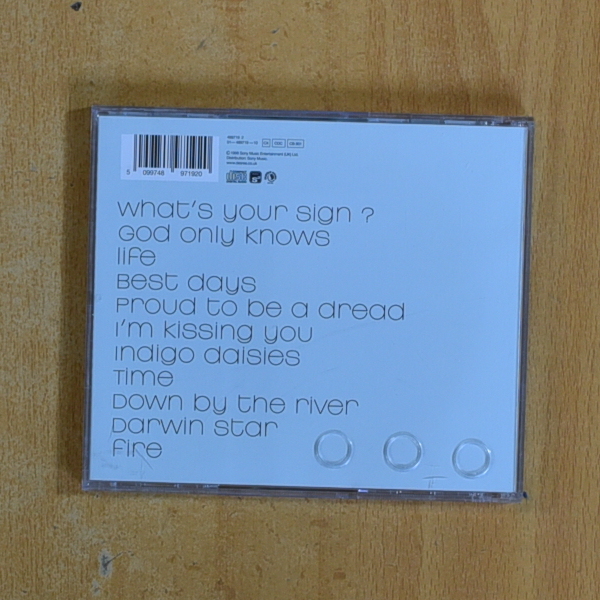 5 099748 971920
What's your sign ?
God only knows
life
Best days
Proud to be a dread
I'm kissing you
Indigo daisies
Time
Down by the river
Darwin star
Fire